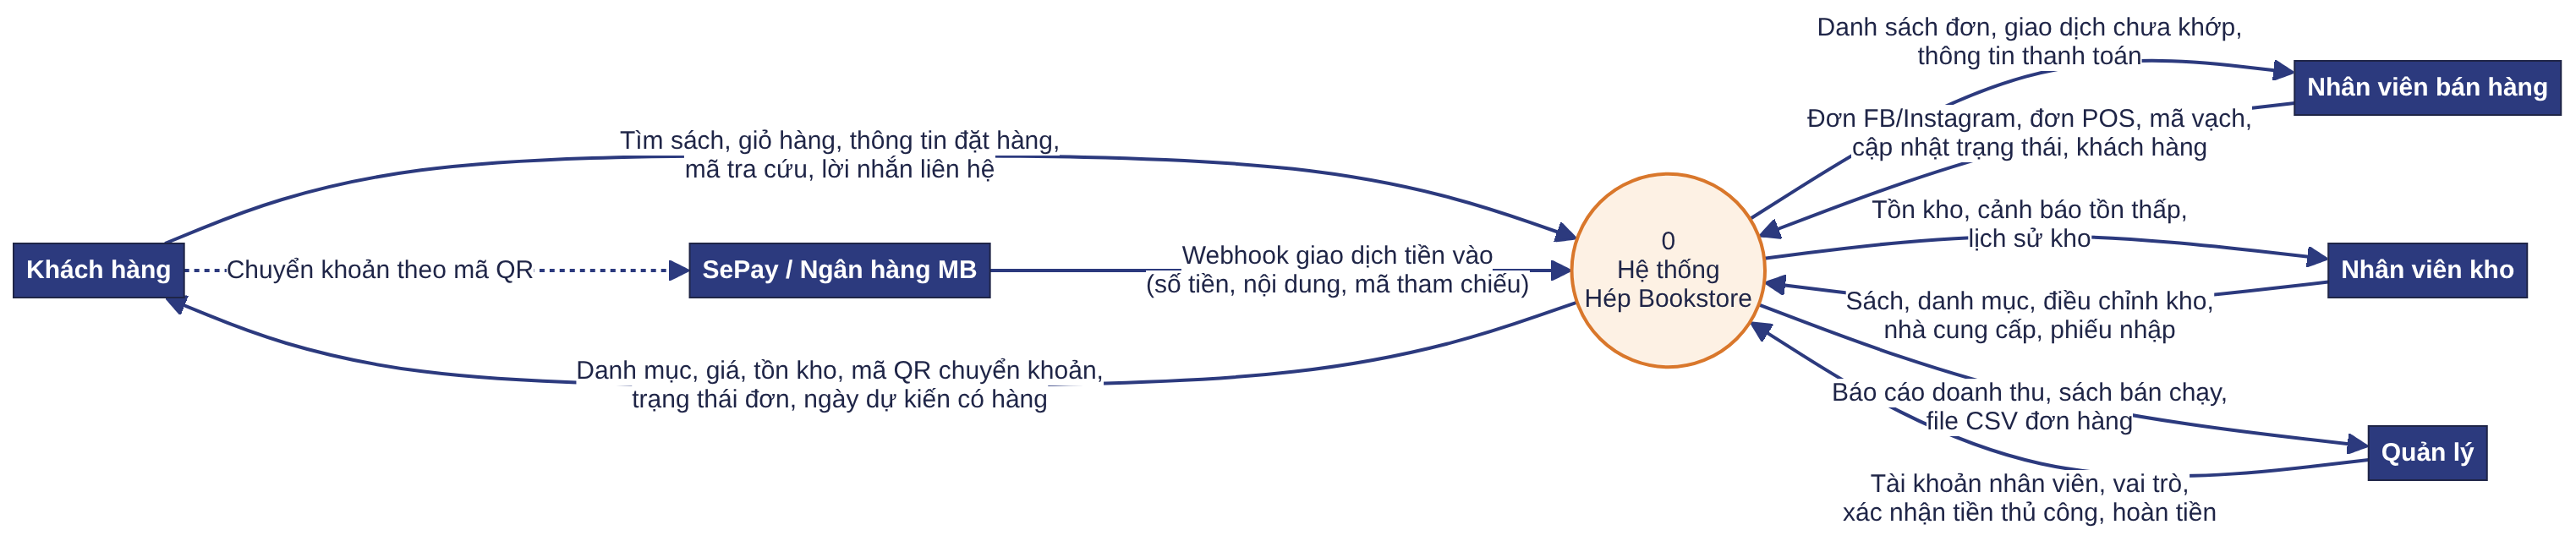 Danh sách đơn, giao dịch chưa khớp,
thông tin thanh toán
Nhân viên bán hàng
Đơn FB/Instagram, đơn POS, mã vạch,
cập nhật trạng thái, khách hàng
Tìm sách, giỏ hàng, thông tin đặt hàng,
mã tra cứu, lời nhắn liên hệ
Tồn kho, cảnh báo tồn thấp,
lịch sử kho
Khách hàng
Chuyển khoản theo mã QR
SePay / Ngân hàng MB
Webhook giao dịch tiền vào
(số tiền, nội dung, mã tham chiếu)
0
Hệ thống
Hép Bookstore
Nhân viên kho
Sách, danh mục, điều chỉnh kho,
nhà cung cấp, phiếu nhập
Danh mục, giá, tồn kho, mã QR chuyển khoản,
trạng thái đơn, ngày dự kiến có hàng
Báo cáo doanh thu, sách bán chạy,
file CSV đơn hàng
Quản lý
Tài khoản nhân viên, vai trò,
xác nhận tiền thủ công, hoàn tiền